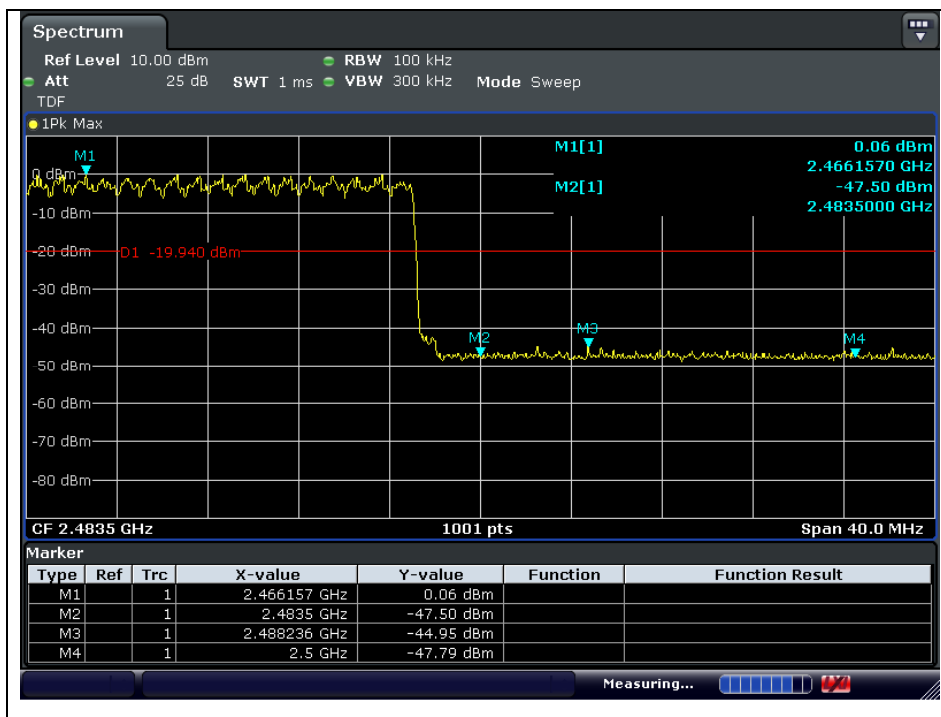 Spectrum
Ref Level 10.00 dBm RBW 100 kHz
Att 25 dB SWT 1 ms VBW 300 kHz Mode Sweep
TDF
1Pk Max
M1[1] 0.06 dBm
2.4661570 GHz
M2[1] -47.50 dBm
2.4835000 GHz
M1
0 dBm
-10 dBm
-20 dBm D1 -19.940 dBm
-30 dBm
-40 dBm
M2 M3 M4
-50 dBm
-60 dBm
-70 dBm
-80 dBm
CF 2.4835 GHz 1001 pts Span 40.0 MHz
Marker
Type Ref Trc X-value Y-value Function Function Result
M1 1 2.466157 GHz 0.06 dBm
M2 1 2.4835 GHz -47.50 dBm
M3 1 2.488236 GHz -44.95 dBm
M4 1 2.5 GHz -47.79 dBm
Measuring...